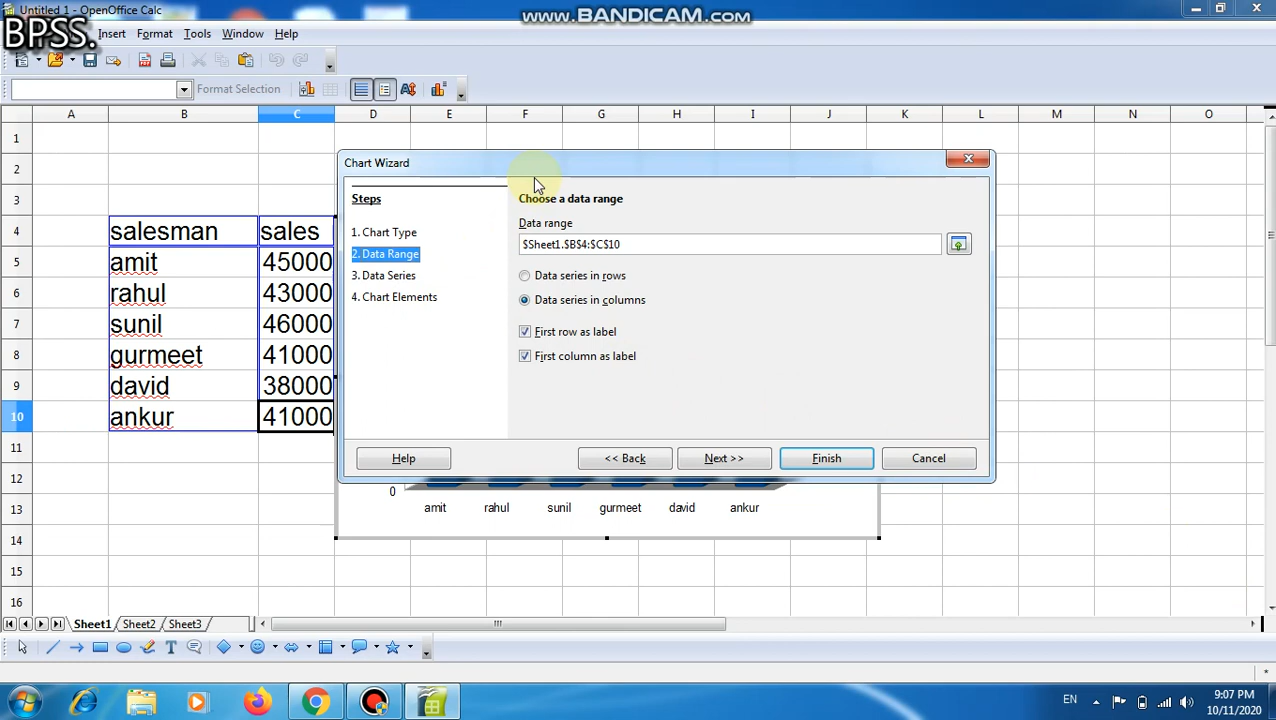 Untitled 1 - OpenOffice Calc
www.BANDICAM.com
BPSS.
Insert Format Tools Window Help
Format Selection
A B C D E F G H I J K L M N O
1
2
3
4 salesman sales
5 amit 45000
6 rahul 43000
7 sunil 46000
8 gurmeet 41000
9 david 38000
10 ankur 41000
11
12
13
14
15
16
Chart Wizard
Steps
1. Chart Type
2. Data Range
3. Data Series
4. Chart Elements
Choose a data range
Data range
$Sheet1.$B$4:$C$10
Data series in rows
Data series in columns
First row as label
First column as label
Help << Back Next >> Finish Cancel
0
amit rahul sunil gurmeet david ankur
Sheet1 Sheet2 Sheet3
EN
9:07 PM
10/11/2020